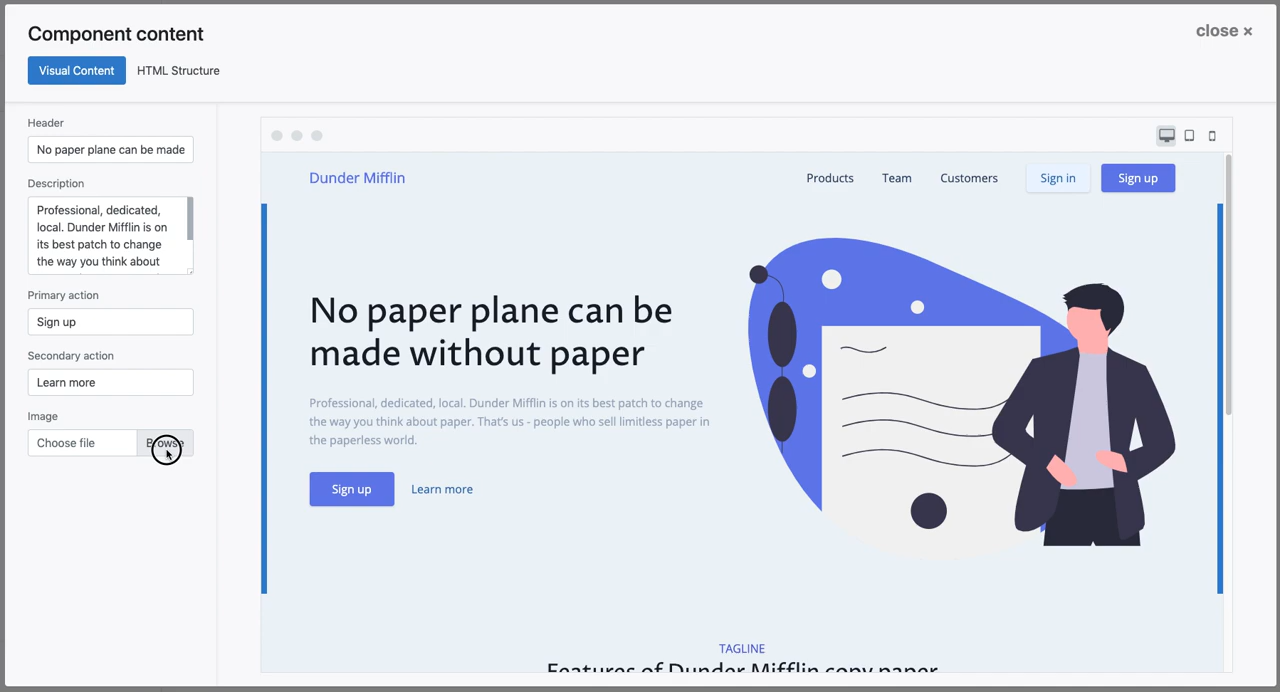 Component content
close ×
Visual Content
HTML Structure
Header
No paper plane can be made
Description
Professional, dedicated,
local. Dunder Mifflin is on
its best patch to change
the way you think about
Primary action
Sign up
Secondary action
Learn more
Image
Choose file
Browse
Dunder Mifflin
Products
Team
Customers
Sign in
Sign up
No paper plane can be
made without paper
Professional, dedicated, local. Dunder Mifflin is on its best patch to change
the way you think about paper. That's us - people who sell limitless paper in
the paperless world.
Sign up
Learn more
TAGLINE
Features of Dunder Mifflin copy paper